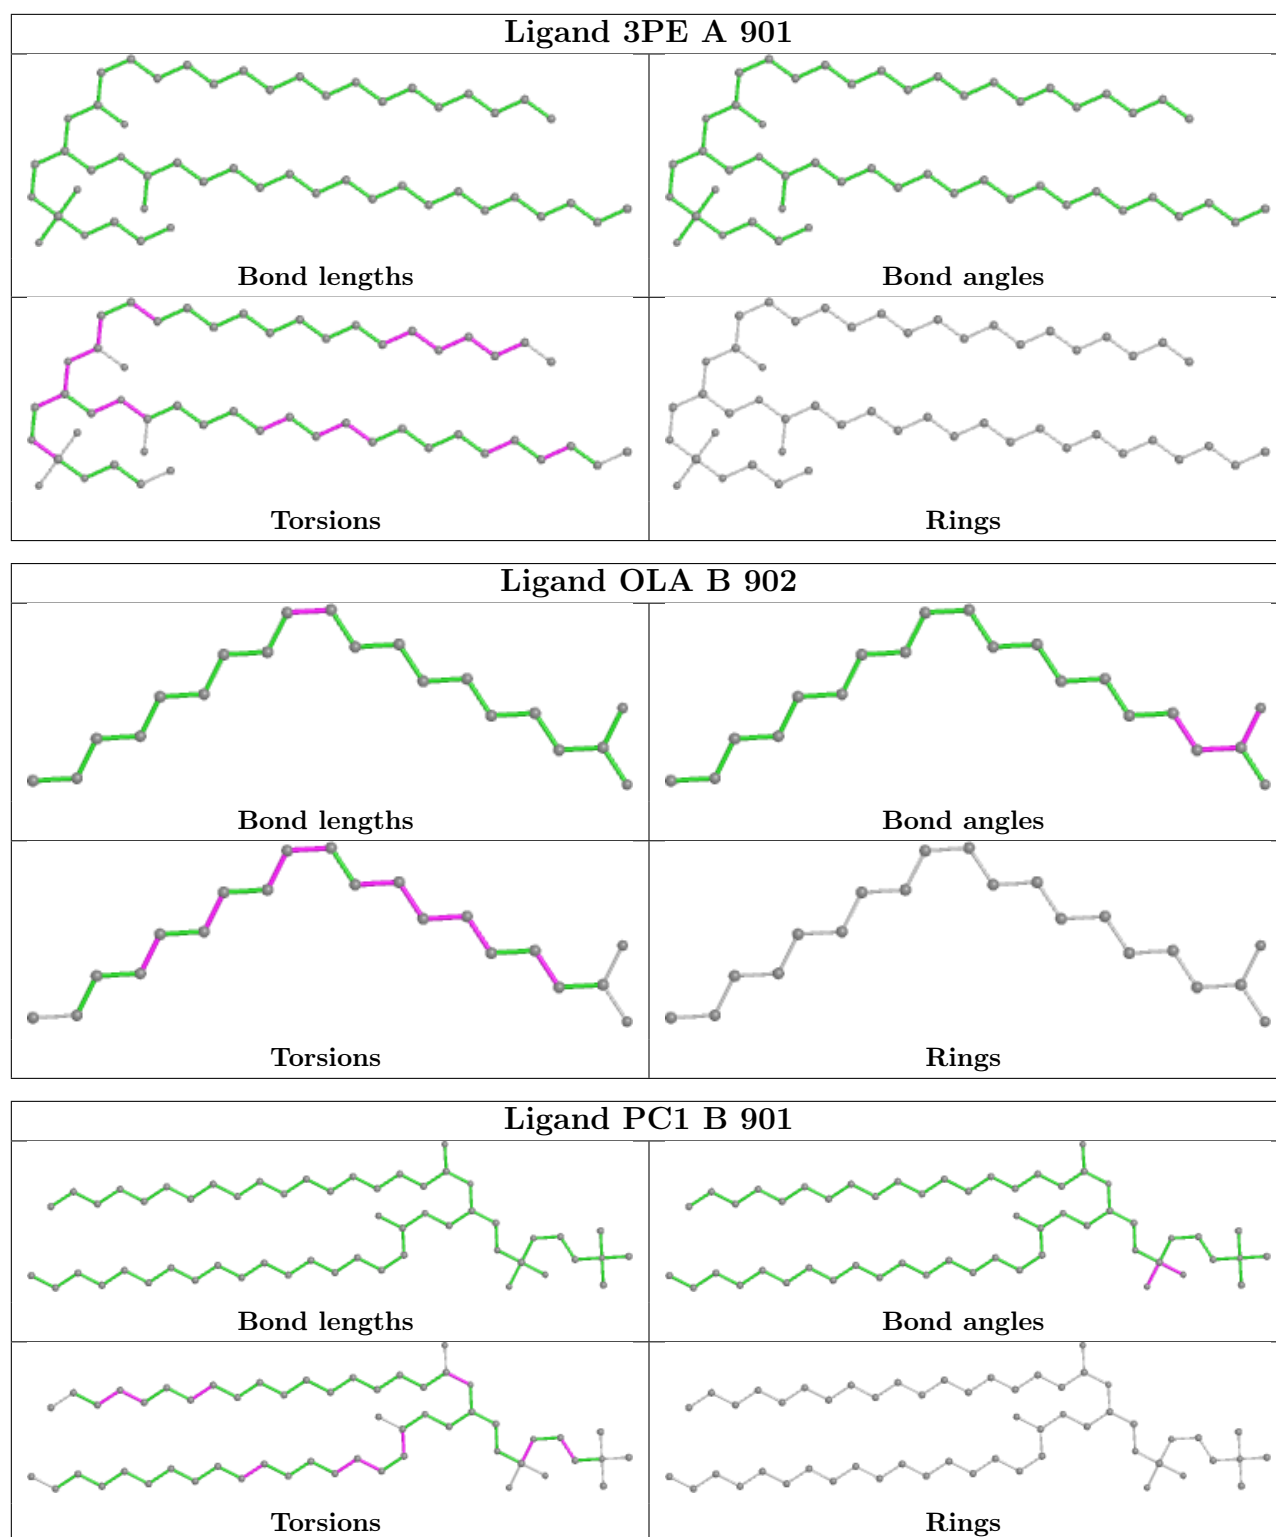 Ligand 3PE A 901
Bond lengths
Bond angles
Torsions
Rings
Ligand OLA B 902
Bond lengths
Bond angles
Torsions
Rings
Ligand PC1 B 901
Bond lengths
Bond angles
Torsions
Rings